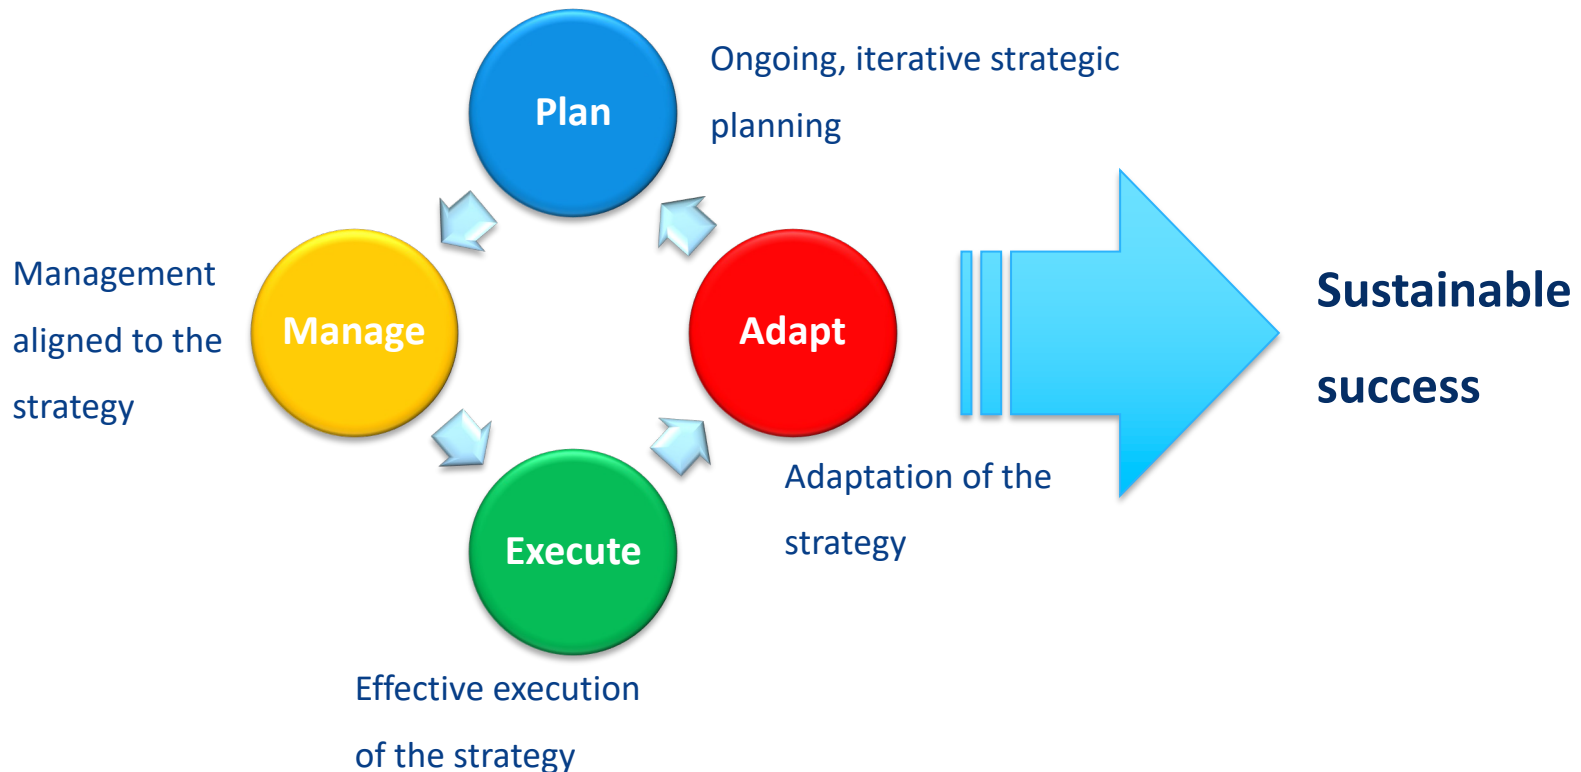 Plan
Ongoing, iterative strategic
planning
Management
aligned to the
strategy
Manage
Adapt
Sustainable
success
Adaptation of the
strategy
Execute
Effective execution
of the strategy